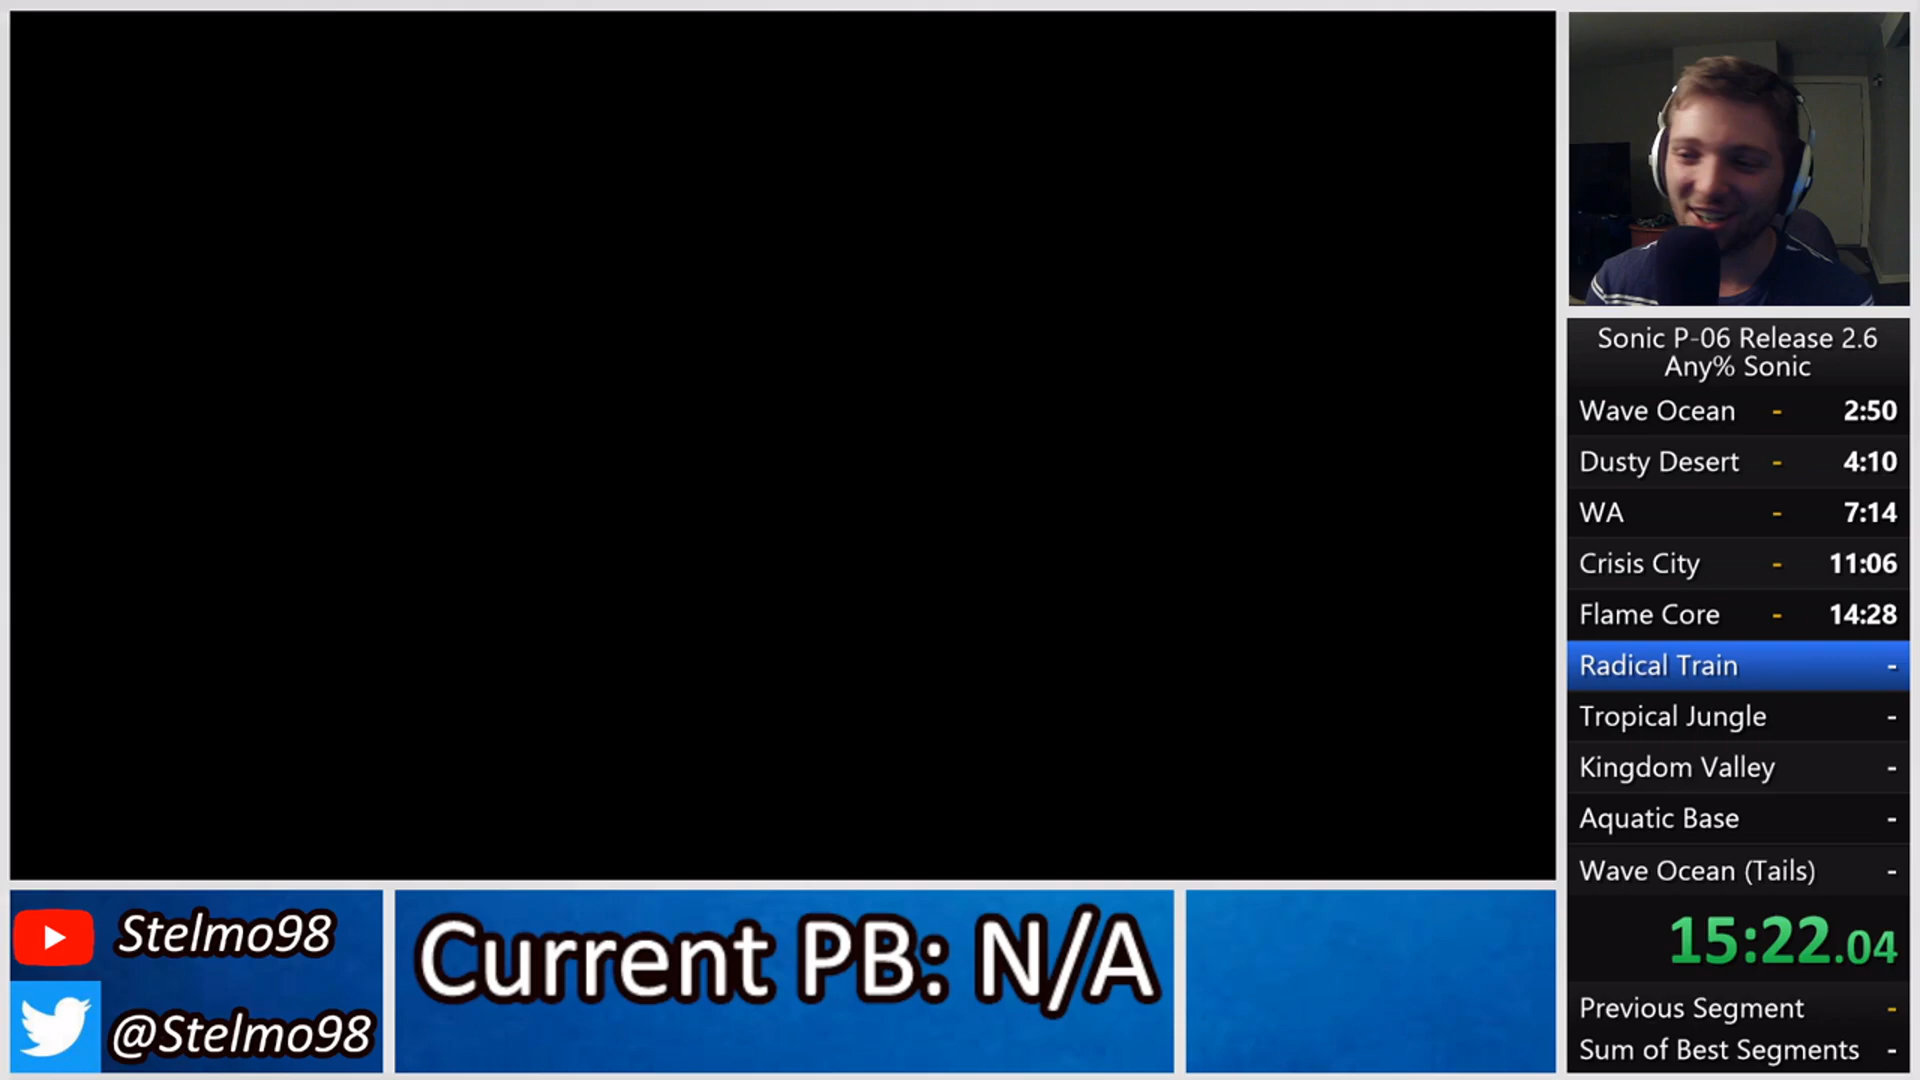 Sonic P-06 Release 2.6
Any% Sonic
Wave Ocean - 2:50
Dusty Desert - 4:10
WA - 7:14
Crisis City - 11:06
Flame Core - 14:28
Radical Train -
Tropical Jungle -
Kingdom Valley -
Aquatic Base -
Wave Ocean (Tails) -
15:22.04
Previous Segment -
Sum of Best Segments -
Stelmo98
@Stelmo98
Current PB: N/A